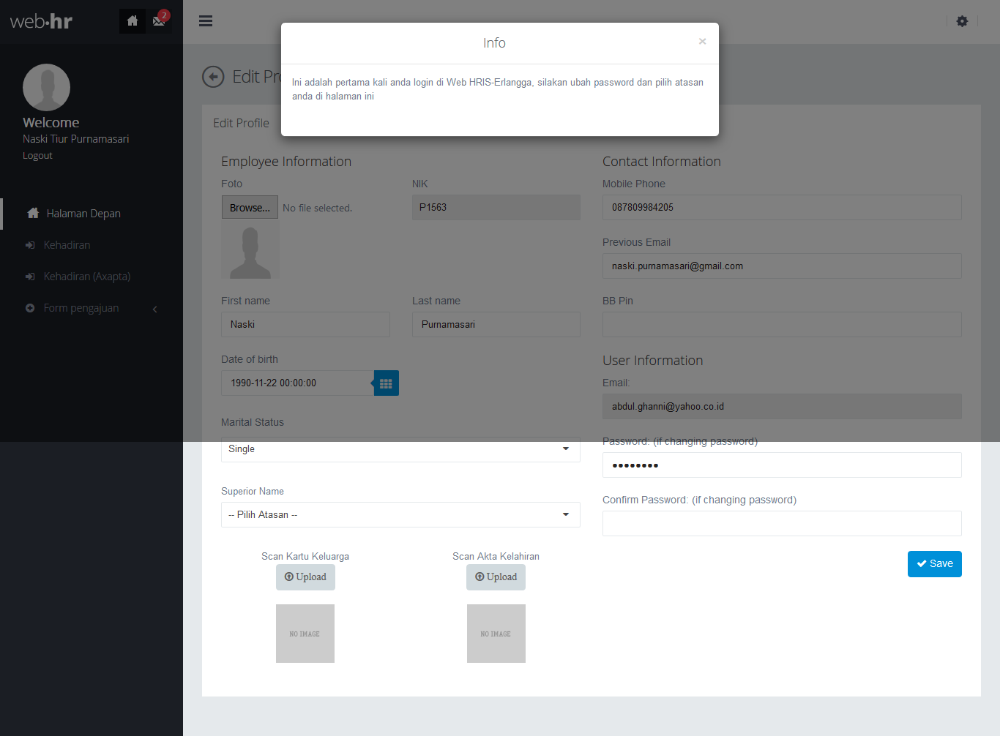 web·hr
2
Info
×
Ini adalah pertama kali anda login di Web HRIS-Erlangga, silakan ubah password dan pilih atasan
anda di halaman ini
Welcome
Naski Tiur Purnamasari
Logout
Halaman Depan
Kehadiran
Kehadiran (Axapta)
Form pengajuan
Edit Pro
Edit Profile
Employee Information
Foto
Browse...
No file selected.
NIK
P1563
First name
Naski
Last name
Purnamasari
Date of birth
1990-11-22 00:00:00
Marital Status
Single
Superior Name
-- Pilih Atasan --
Scan Kartu Keluarga
Upload
NO IMAGE
Scan Akta Kelahiran
Upload
NO IMAGE
Contact Information
Mobile Phone
087809984205
Previous Email
naski.purnamasari@gmail.com
BB Pin
User Information
Email:
abdul.ghanni@yahoo.co.id
Password: (if changing password)
••••••••
Confirm Password: (if changing password)
Save